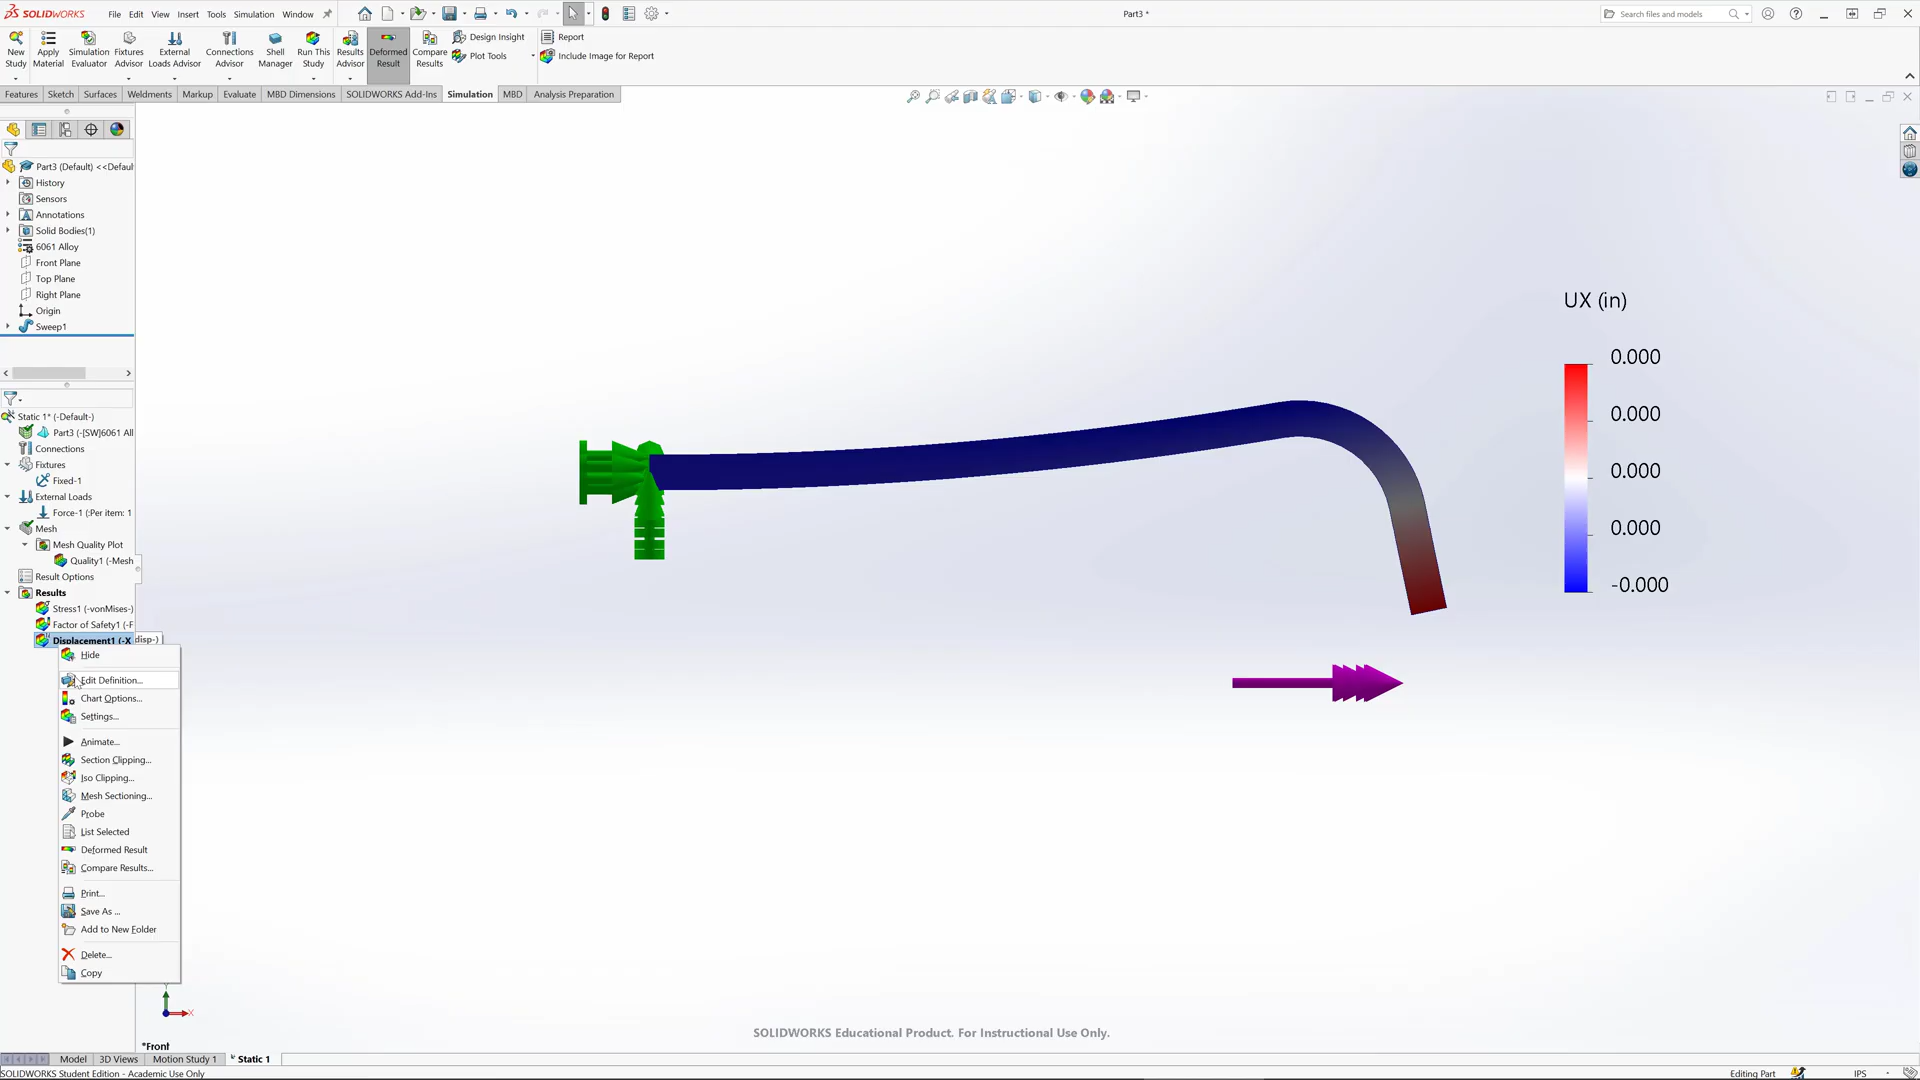 SOLIDWORKS File Edit View Insert Tools Simulation Window Part3 * Search files and models
New Study
Apply Material
Simulation Evaluator
Fixtures Advisor
External Loads Advisor
Connections Advisor
Shell Manager
Run This Study
Results Advisor
Deformed Result
Compare Results
Design Insight
Plot Tools
Report
Include Image for Report
Features Sketch Surfaces Weldments Markup Evaluate MBD Dimensions SOLIDWORKS Add-Ins Simulation MBD Analysis Preparation
Part3 (Default) <<Defaul
History
Sensors
Annotations
Solid Bodies(1)
6061 Alloy
Front Plane
Top Plane
Right Plane
Origin
Sweep1
Static 1* (-Default-)
Part3 (-[SW]6061 All
Connections
Fixtures
Fixed-1
External Loads
Force-1 (:Per item: 1
Mesh
Mesh Quality Plot
Quality1 (-Mesh
Result Options
Results
Stress1 (-vonMises-)
Factor of Safety1 (-F
Displacement1 (-X disp-)
Hide
Edit Definition...
Chart Options...
Settings...
Animate...
Section Clipping...
Iso Clipping...
Mesh Sectioning...
Probe
List Selected
Deformed Result
Compare Results...
Print...
Save As ...
Add to New Folder
Delete...
Copy
UX (in)
0.000
0.000
0.000
0.000
-0.000
X
SOLIDWORKS Educational Product. For Instructional Use Only.
*Front
Model 3D Views Motion Study 1 Static 1
SOLIDWORKS Student Edition - Academic Use Only Editing Part IPS